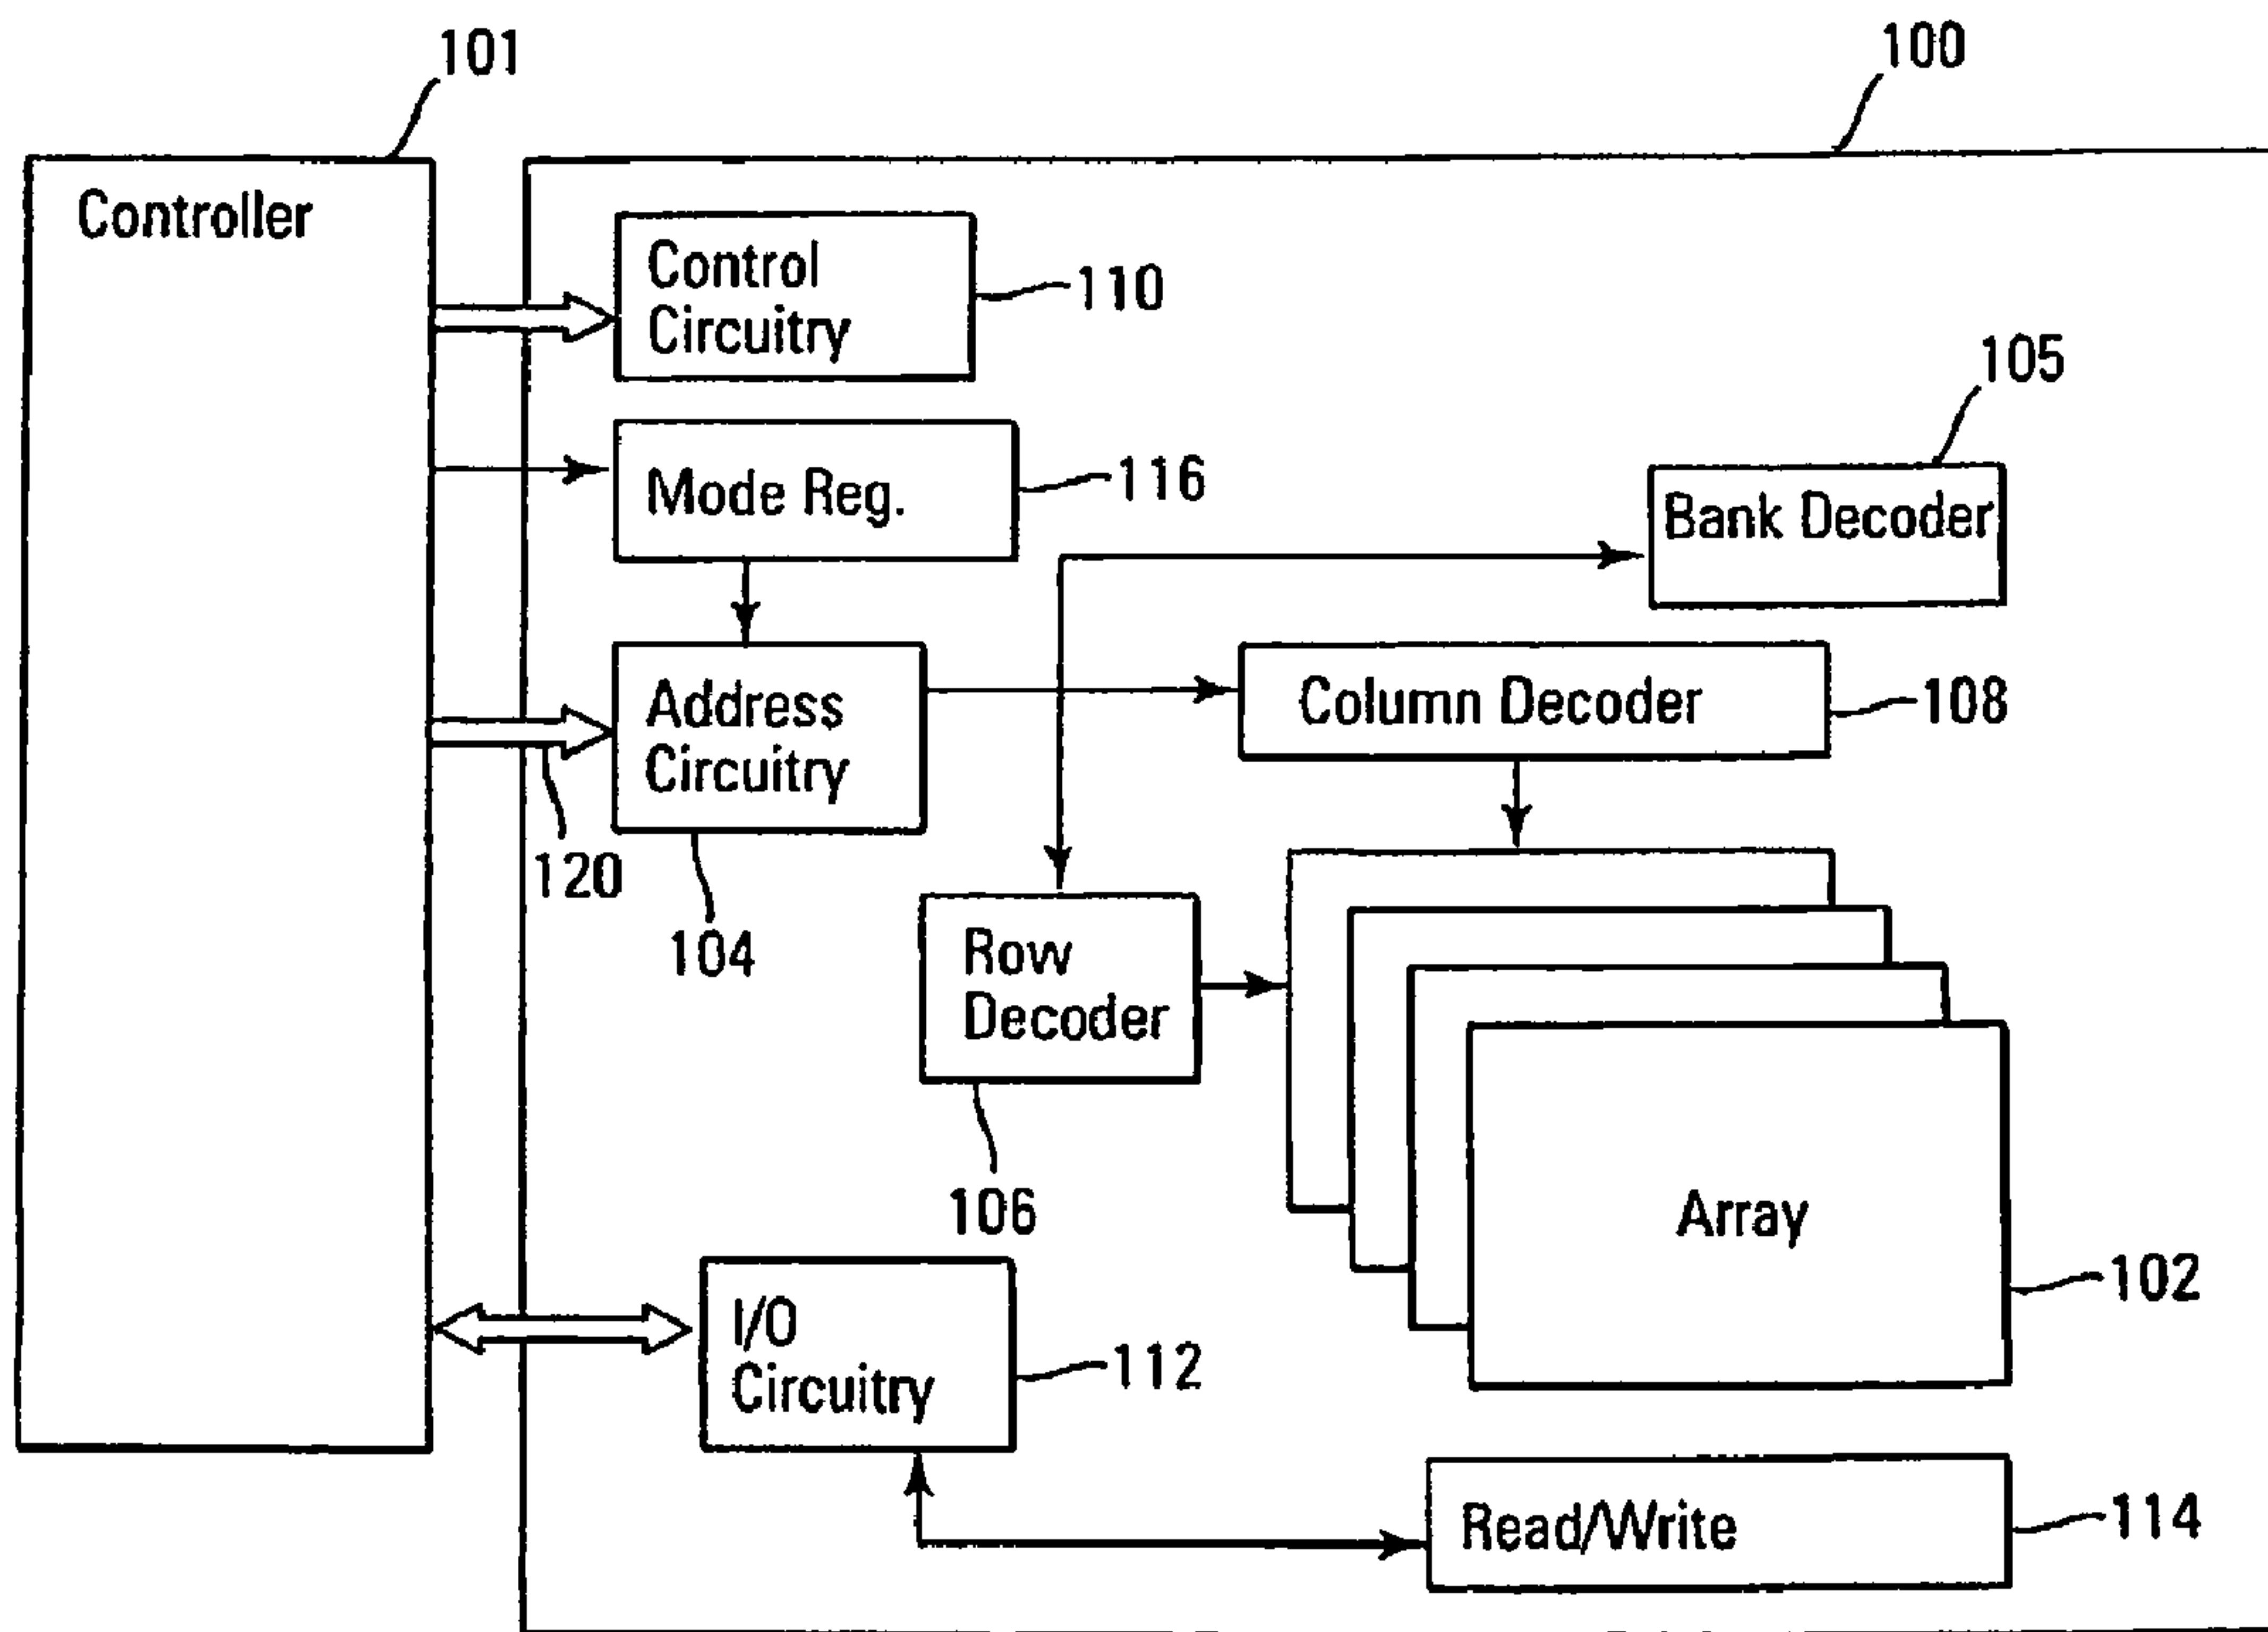 101
100
Controller
Control
Circuitry
110
105
Mode Reg.
116
Bank Decoder
Address
Circuitry
Column Decoder
108
120
104
Row
Decoder
106
Array
102
I/O
Circuitry
112
Read/Write
114